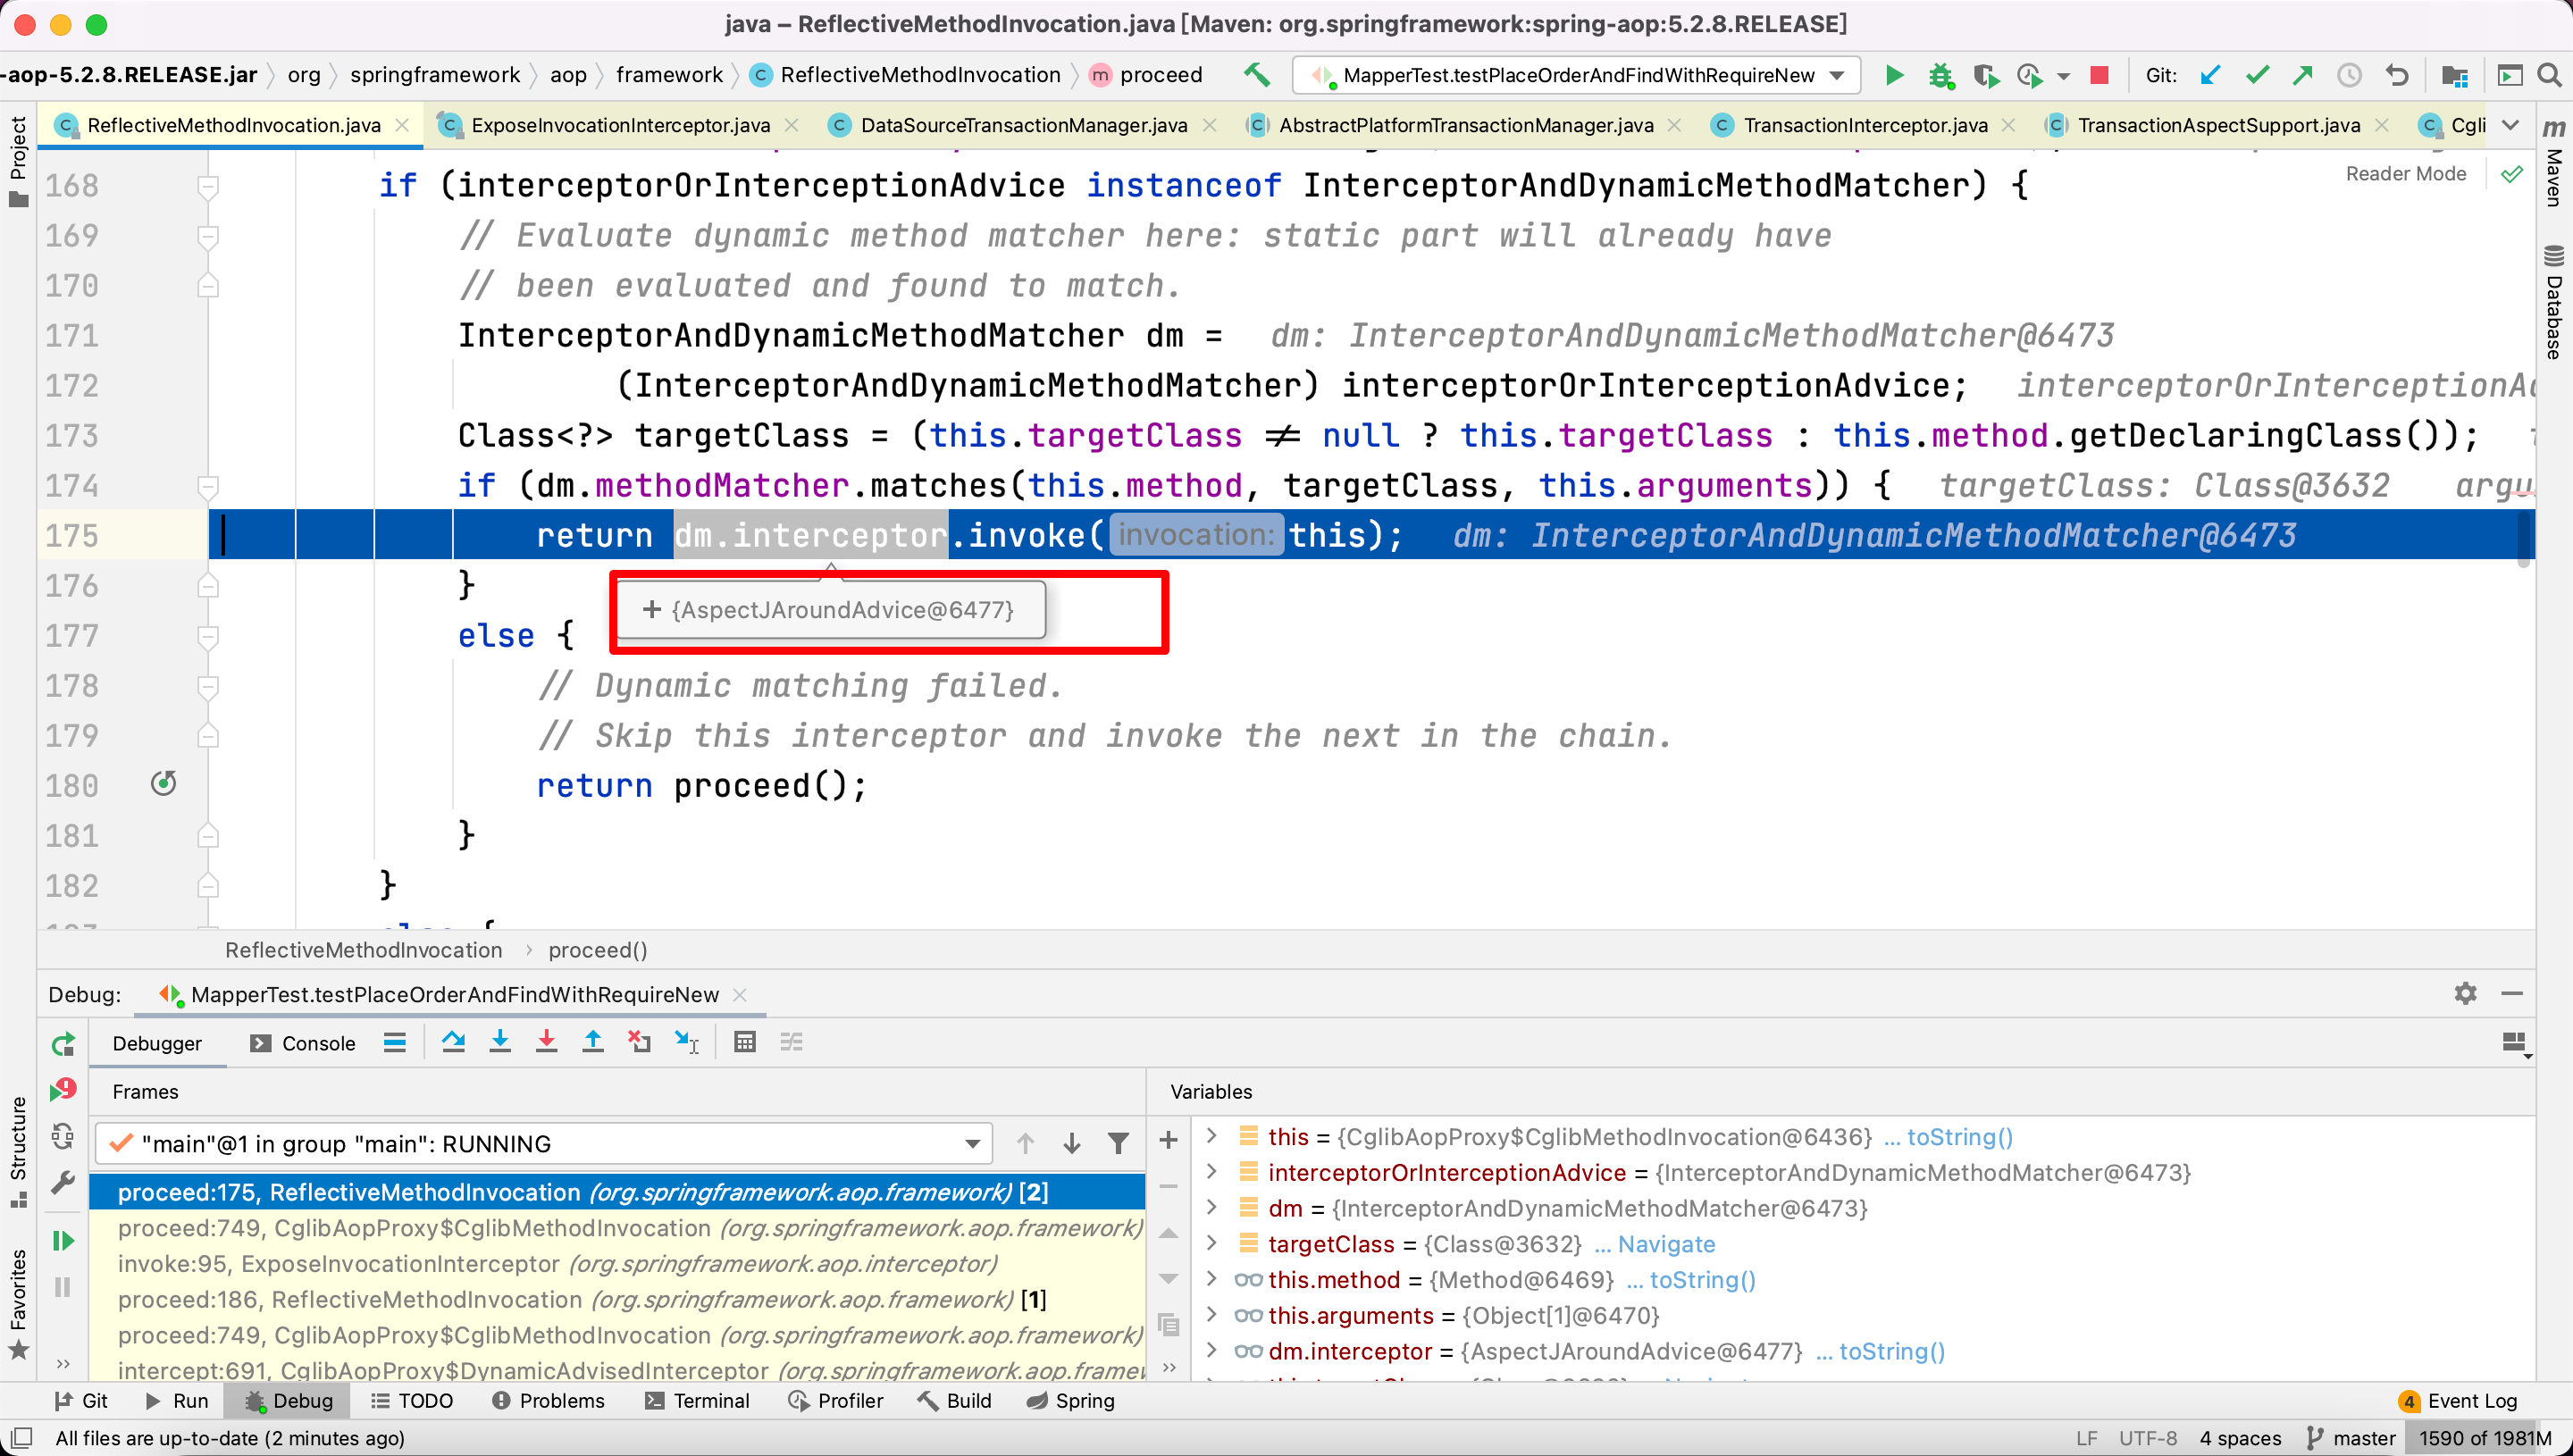 java – ReflectiveMethodInvocation.java [Maven: org.springframework:spring-aop:5.2.8.RELEASE]
-aop-5.2.8.RELEASE.jar org springframework aop framework C ReflectiveMethodInvocation m proceed MapperTest.testPlaceOrderAndFindWithRequireNew Git:
ReflectiveMethodInvocation.java ExposeInvocationInterceptor.java DataSourceTransactionManager.java AbstractPlatformTransactionManager.java TransactionInterceptor.java TransactionAspectSupport.java Cgli
Project
Structure
Favorites
m Maven
Database
Reader Mode
168 if (interceptorOrInterceptionAdvice instanceof InterceptorAndDynamicMethodMatcher) {
169 // Evaluate dynamic method matcher here: static part will already have
170 // been evaluated and found to match.
171 InterceptorAndDynamicMethodMatcher dm = dm: InterceptorAndDynamicMethodMatcher@6473
172 (InterceptorAndDynamicMethodMatcher) interceptorOrInterceptionAdvice; interceptorOrInterceptionAd
173 Class<?> targetClass = (this.targetClass ≠ null ? this.targetClass : this.method.getDeclaringClass());
174 if (dm.methodMatcher.matches(this.method, targetClass, this.arguments)) { targetClass: Class@3632 argu
175 return dm.interceptor.invoke( invocation: this); dm: InterceptorAndDynamicMethodMatcher@6473
176 }
+ {AspectJAroundAdvice@6477}
177 else {
178 // Dynamic matching failed.
179 // Skip this interceptor and invoke the next in the chain.
180 return proceed();
181 }
182 }
ReflectiveMethodInvocation › proceed()
Debug: MapperTest.testPlaceOrderAndFindWithRequireNew
Debugger Console
Frames
"main"@1 in group "main": RUNNING
proceed:175, ReflectiveMethodInvocation (org.springframework.aop.framework) [2]
proceed:749, CglibAopProxy$CglibMethodInvocation (org.springframework.aop.framework)
invoke:95, ExposeInvocationInterceptor (org.springframework.aop.interceptor)
proceed:186, ReflectiveMethodInvocation (org.springframework.aop.framework) [1]
proceed:749, CglibAopProxy$CglibMethodInvocation (org.springframework.aop.framework)
intercept:691, CglibAopProxy$DynamicAdvisedInterceptor (org.springframework.aop.framew
Variables
this = {CglibAopProxy$CglibMethodInvocation@6436} ... toString()
interceptorOrInterceptionAdvice = {InterceptorAndDynamicMethodMatcher@6473}
dm = {InterceptorAndDynamicMethodMatcher@6473}
targetClass = {Class@3632} ... Navigate
this.method = {Method@6469} ... toString()
this.arguments = {Object[1]@6470}
dm.interceptor = {AspectJAroundAdvice@6477} ... toString()
Git Run Debug TODO Problems Terminal Profiler Build Spring 4 Event Log
All files are up-to-date (2 minutes ago) LF UTF-8 4 spaces master 1590 of 1981M